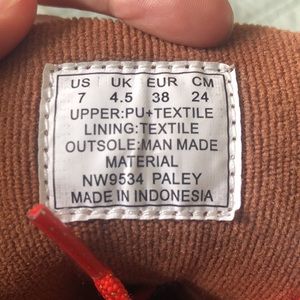 US UK EUR CM
7 4.5 38 24
UPPER:PU+TEXTILE
LINING:TEXTILE
OUTSOLE:MAN MADE
MATERIAL
NW9534 PALEY
MADE IN INDONESIA